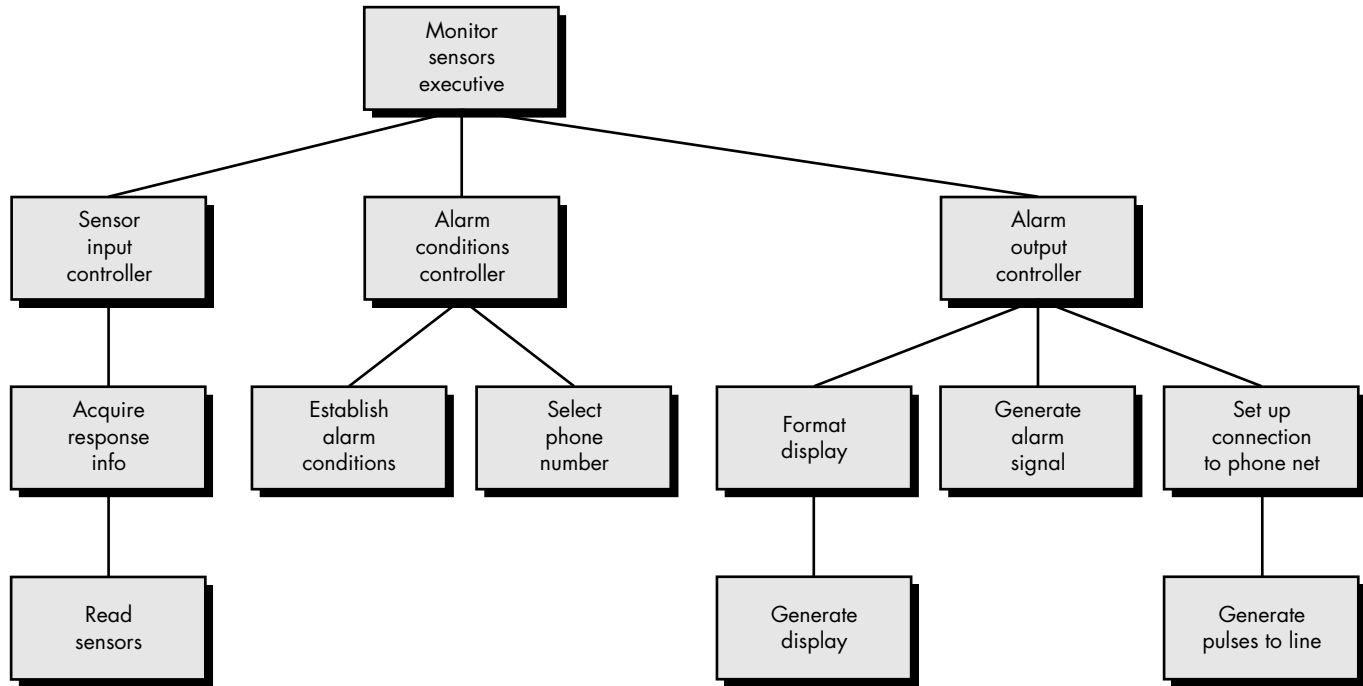 Monitor
sensors
executive
Sensor
input
controller
Alarm
conditions
controller
Alarm
output
controller
Acquire
response
info
Establish
alarm
conditions
Select
phone
number
Format
display
Generate
alarm
signal
Set up
connection
to phone net
Read
sensors
Generate
display
Generate
pulses to line